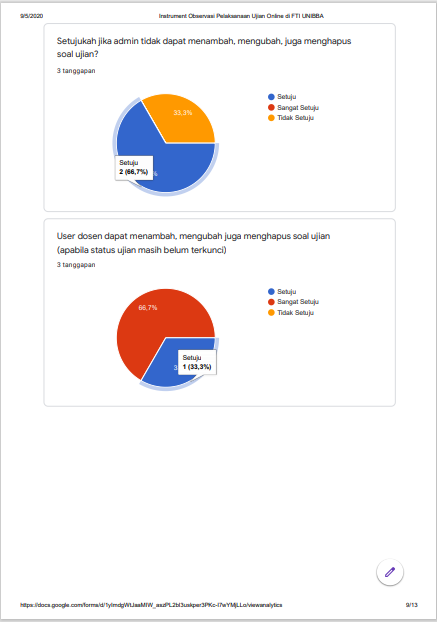 9/5/2020 Instrument Observasi Pelaksanaan Ujian Online di FTI UNIBBA
Setujukah jika admin tidak dapat menambah, mengubah, juga menghapus
soal ujian?
3 tanggapan
33,3%
Setuju
2 (66,7%)
%
Setuju
Sangat Setuju
Tidak Setuju
User dosen dapat menambah, mengubah juga menghapus soal ujian
(apabila status ujian masih belum terkunci)
3 tanggapan
66,7%
3
Setuju
1 (33,3%)
Setuju
Sangat Setuju
Tidak Setuju
9/13